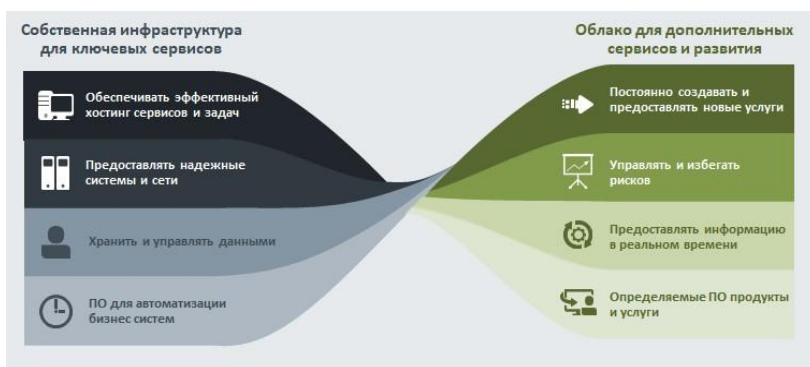 Собственная инфраструктура
для ключевых сервисов
Обеспечивать эффективный
хостинг сервисов и задач
Предоставлять надежные
системы и сети
Хранить и управлять данными
ПО для автоматизации
бизнес систем
Облако для дополнительных
сервисов и развития
Постоянно создавать и
предоставлять новые услуги
Управлять и избегать
рисков
Предоставлять информацию
в реальном времени
Определяемые ПО продукты
и услуги